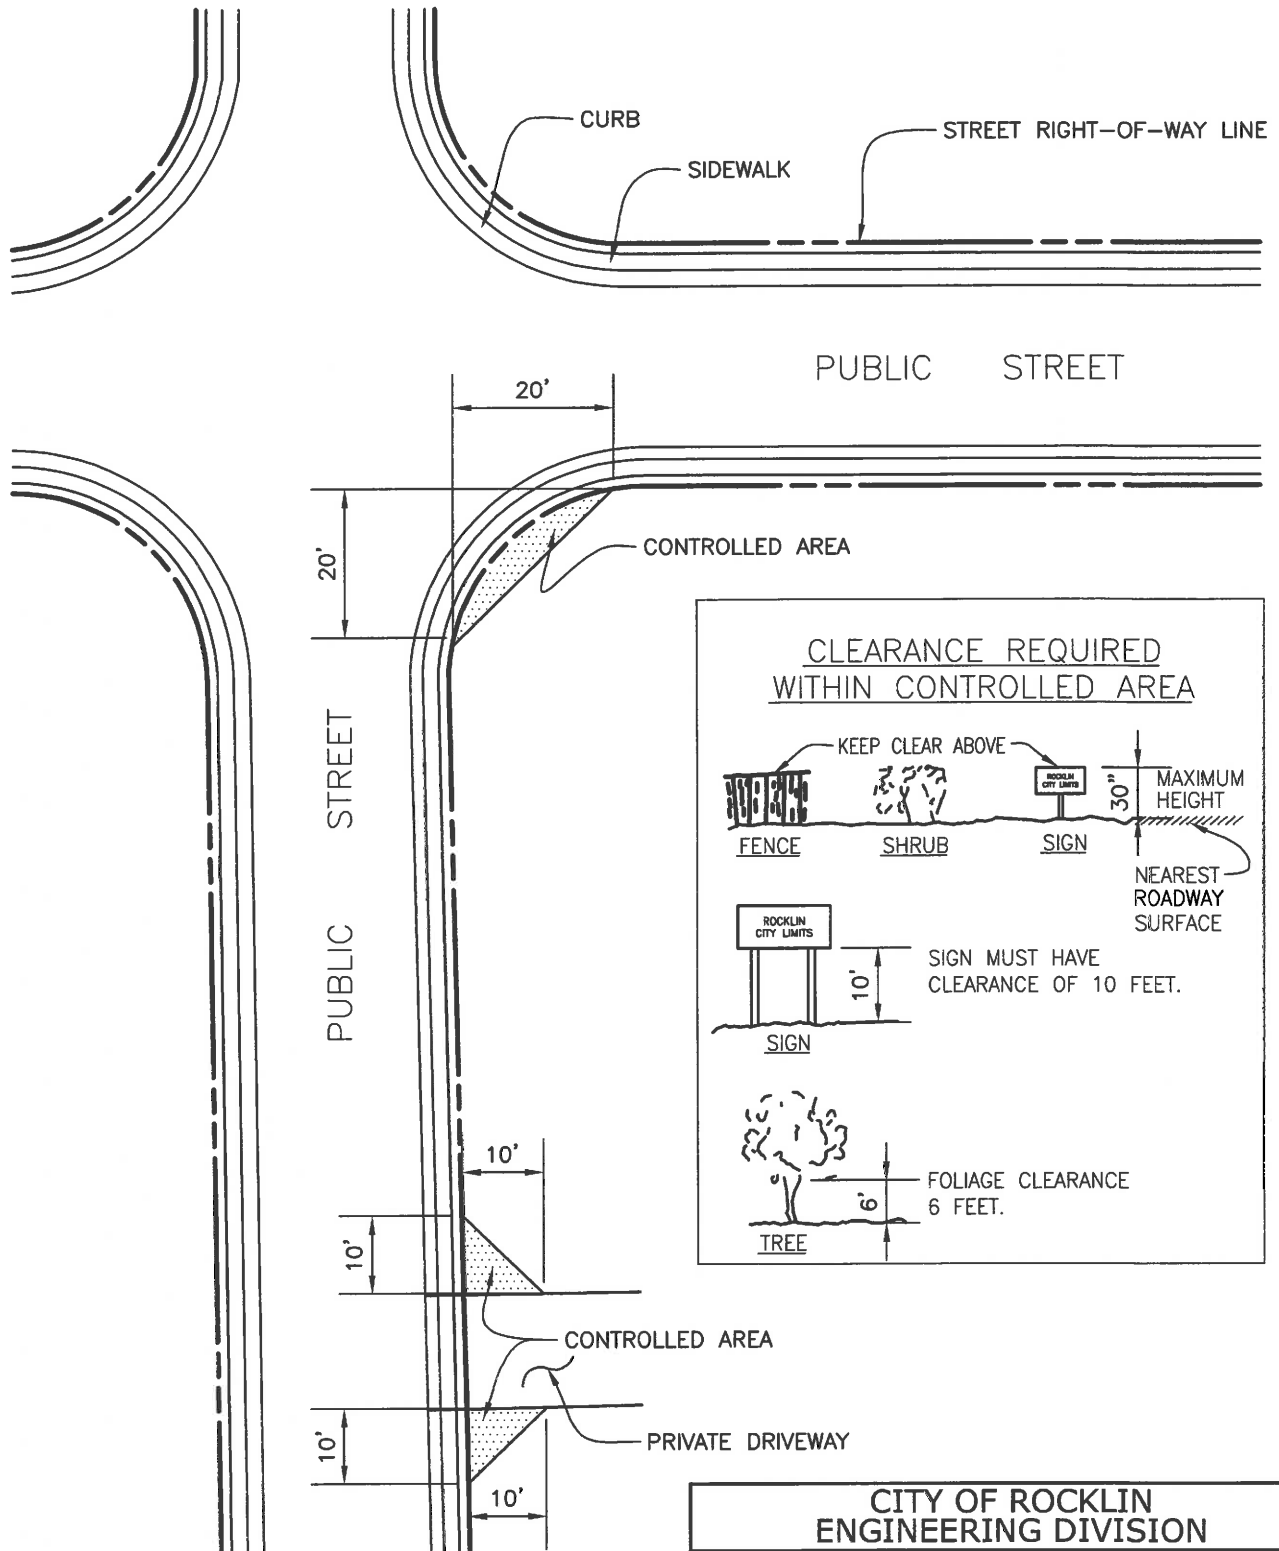 CURB
STREET RIGHT-OF-WAY LINE
SIDEWALK
PUBLIC STREET
20'
20'
CONTROLLED AREA
CLEARANCE REQUIRED
WITHIN CONTROLLED AREA
KEEP CLEAR ABOVE
ROCKLIN
CITY LIMITS
30"
MAXIMUM
HEIGHT
FENCE
SHRUB
SIGN
NEAREST
ROADWAY
SURFACE
ROCKLIN
CITY LIMITS
10'
SIGN MUST HAVE
CLEARANCE OF 10 FEET.
SIGN
FOLIAGE CLEARANCE
6 FEET.
6'
TREE
PUBLIC STREET
10'
10'
CONTROLLED AREA
PRIVATE DRIVEWAY
10'
10'
CITY OF ROCKLIN
ENGINEERING DIVISION